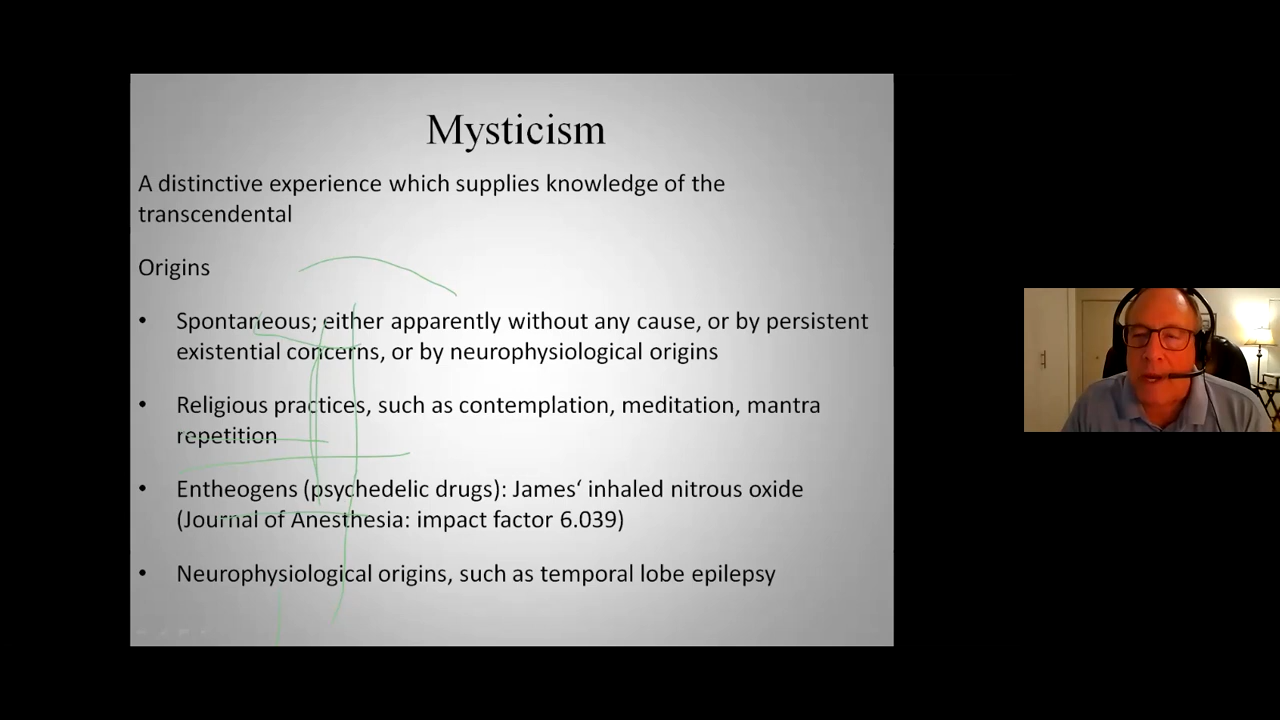 Mysticism
A distinctive experience which supplies knowledge of the
transcendental
Origins
• Spontaneous; either apparently without any cause, or by persistent
existential concerns, or by neurophysiological origins
• Religious practices, such as contemplation, meditation, mantra
repetition
• Entheogens (psychedelic drugs): James‘ inhaled nitrous oxide
(Journal of Anesthesia: impact factor 6.039)
• Neurophysiological origins, such as temporal lobe epilepsy